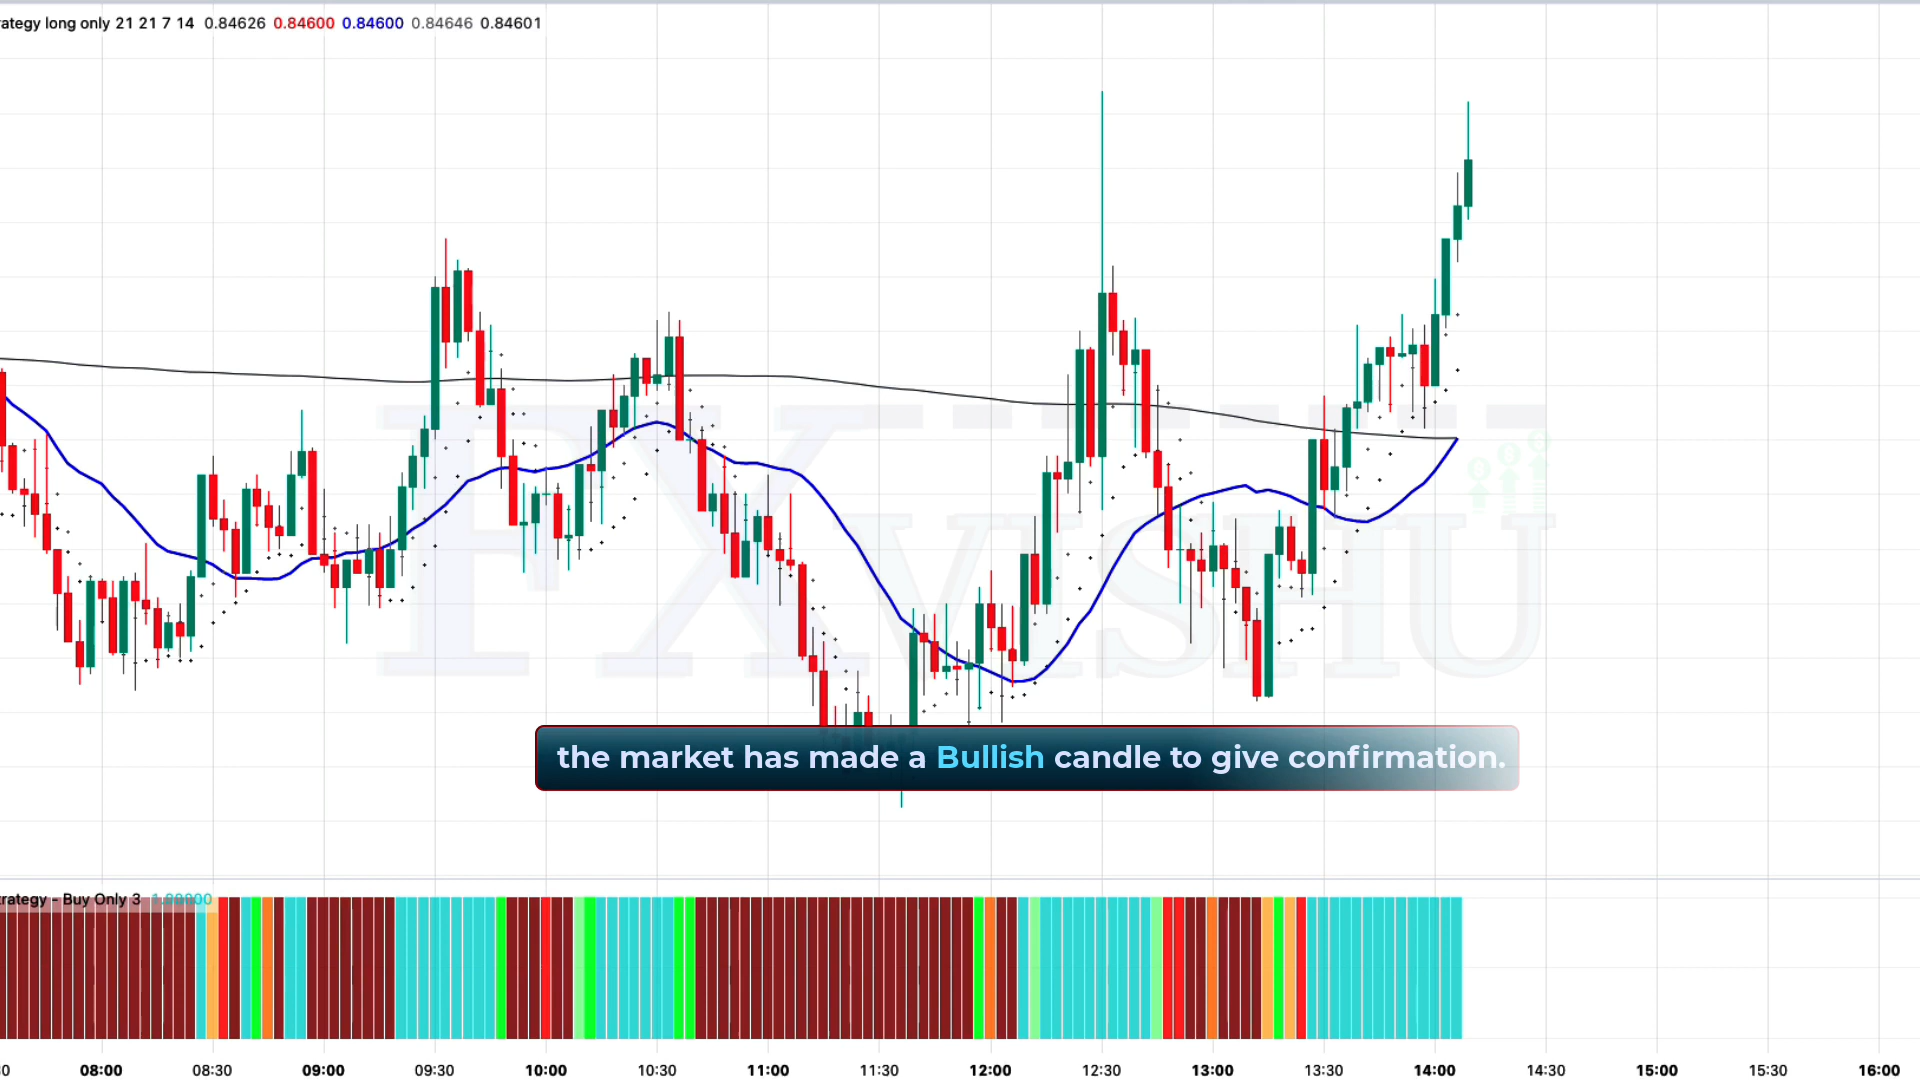 ategy long only 21 21 7 14 0.84626 0.84600 0.84600 0.84646 0.84601
FXVISHU
the market has made a Bullish candle to give confirmation.
rategy - Buy Only 3 1.00000
08:00 08:30 09:00 09:30 10:00 10:30 11:00 11:30 12:00 12:30 13:00 13:30 14:00 14:30 15:00 15:30 16:00